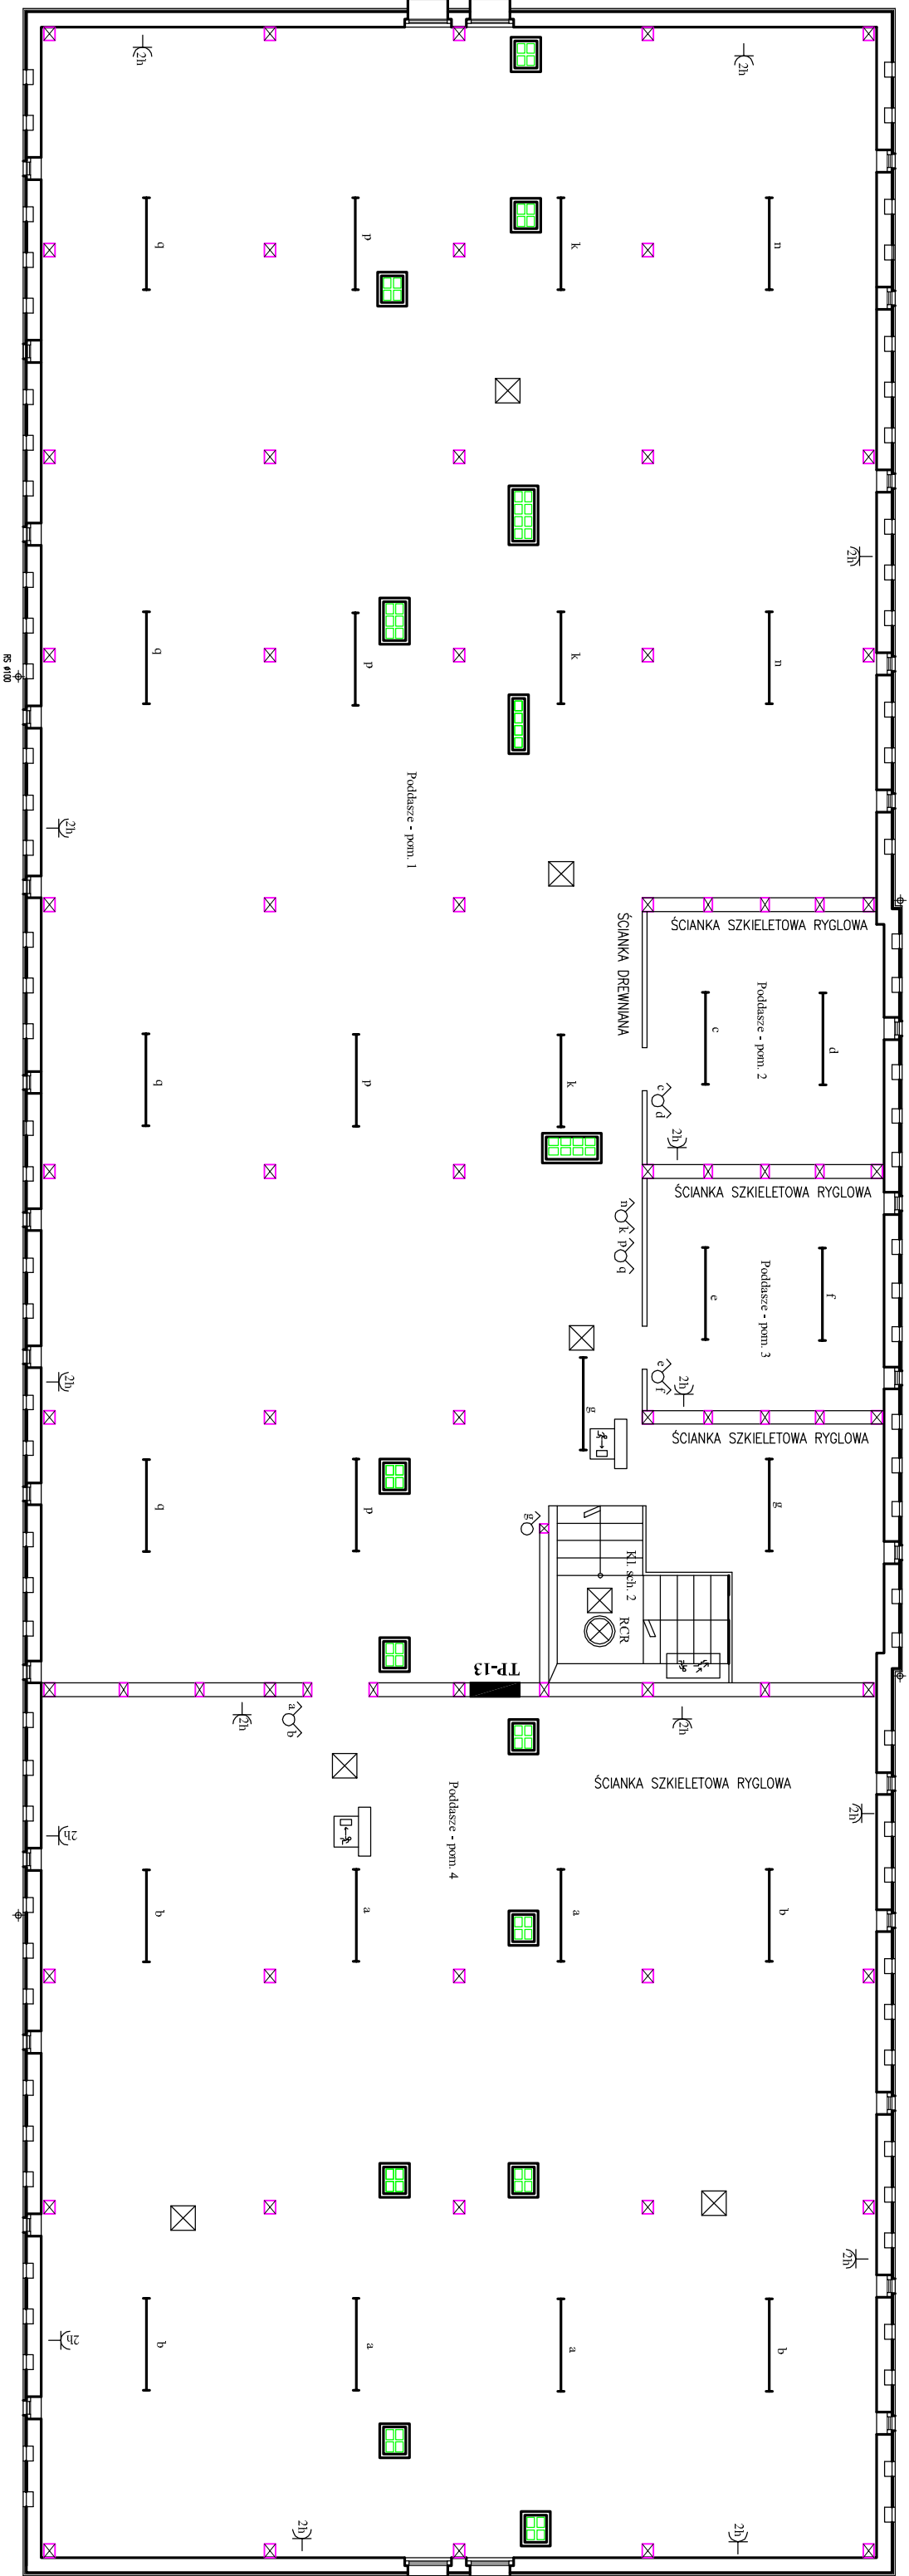 2h
2h
q
p
k
n
2h
q
p
k
n
RS ø100
Poddasze - pom. 1
2h
ŚCIANKA SZKIELETOWA RYGLOWA
ŚCIANKA DREWNIANA
Poddasze - pom. 2
c
d
q
p
k
c d
2h
ŚCIANKA SZKIELETOWA RYGLOWA
n k
p q
Poddasze - pom. 3
e
f
e f
2h
2h
g
ŚCIANKA SZKIELETOWA RYGLOWA
q
p
g
g
Kl. sch. 2
RCR
TP-13
a b
2h
2h
ŚCIANKA SZKIELETOWA RYGLOWA
Poddasze - pom. 4
2h
2h
b
a
a
b
2h
2h
b
a
a
b
2h
2h